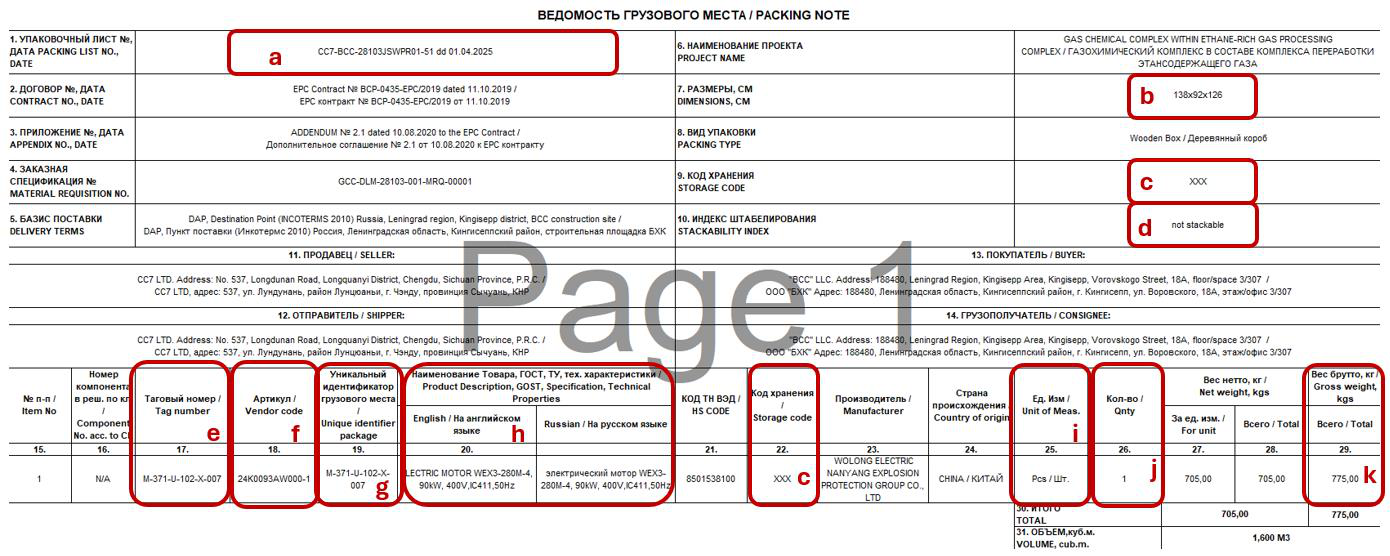 ВЕДОМОСТЬ ГРУЗОВОГО МЕСТА / PACKING NOTE
1. УПАКОВОЧНЫЙ ЛИСТ №,
ДАТА PACKING LIST NO.,
DATE
CC7-BCC-28103JSWPR01-51 dd 01.04.2025
a
6. НАИМЕНОВАНИЕ ПРОЕКТА
PROJECT NAME
GAS CHEMICAL COMPLEX WITHIN ETHANE-RICH GAS PROCESSING
COMPLEX / ГАЗОХИМИЧЕСКИЙ КОМПЛЕКС В СОСТАВЕ КОМПЛЕКСА ПЕРЕРАБОТКИ
ЭТАНСОДЕРЖАЩЕГО ГАЗА
2. ДОГОВОР №, ДАТА
CONTRACT NO., DATE
EPC Contract № BCP-0435-EPC/2019 dated 11.10.2019 /
EPC контракт № BCP-0435-EPC/2019 от 11.10.2019
7. РАЗМЕРЫ, СМ
DIMENSIONS, CM
b
138x92x126
3. ПРИЛОЖЕНИЕ №, ДАТА
APPENDIX NO., DATE
ADDENDUM № 2.1 dated 10.08.2020 to the EPC Contract /
Дополнительное соглашение № 2.1 от 10.08.2020 к EPC контракту
8. ВИД УПАКОВКИ
PACKING TYPE
Wooden Box / Деревянный короб
4. ЗАКАЗНАЯ
СПЕЦИФИКАЦИЯ №
MATERIAL REQUISITION NO.
GCC-DLM-28103-001-MRQ-00001
9. КОД ХРАНЕНИЯ
STORAGE CODE
c
XXX
5. БАЗИС ПОСТАВКИ
DELIVERY TERMS
DAP, Destination Point (INCOTERMS 2010) Russia, Leningrad region, Kingisepp district, BCC construction site /
DAP, Пункт поставки (Инкотермс 2010) Россия, Ленинградская область, Кингисеппский район, строительная площадка БХК
10. ИНДЕКС ШТАБЕЛИРОВАНИЯ
STACKABILITY INDEX
d
not stackable
Page 1
11. ПРОДАВЕЦ / SELLER:
13. ПОКУПАТЕЛЬ / BUYER:
CC7 LTD. Address: No. 537, Longdunan Road, Longquanyi District, Chengdu, Sichuan Province, P.R.C. /
CC7 LTD, адрес: 537, ул. Лундунань, район Лунцюаньи, г. Чэнду, провинция Сычуань, КНР
"BCC" LLC. Address: 188480, Leningrad Region, Kingisepp Area, Kingisepp, Vorovskogo Street, 18A, floor/space 3/307 /
ООО "БХК" Адрес: 188480, Ленинградская область, Кингисеппский район, г. Кингисепп, ул. Воровского, 18А, этаж/офис 3/307
12. ОТПРАВИТЕЛЬ / SHIPPER:
14. ГРУЗОПОЛУЧАТЕЛЬ / CONSIGNEE:
CC7 LTD. Address: No. 537, Longdunan Road, Longquanyi District, Chengdu, Sichuan Province, P.R.C. /
CC7 LTD, адрес: 537, ул. Лундунань, район Лунцюаньи, г. Чэнду, провинция Сычуань, КНР
"BCC" LLC. Address: 188480, Leningrad Region, Kingisepp Area, Kingisepp, Vorovskogo Street, 18A, floor/space 3/307 /
ООО "БХК" Адрес: 188480, Ленинградская область, Кингисеппский район, г. Кингисепп, ул. Воровского, 18А, этаж/офис 3/307
№ п-п /
Item No
Номер
компонента
в реш. по кл
/
Component
No. acc. to Cl
Таговый номер /
Tag number
e
Артикул /
Vendor code
f
Уникальный
идентификатор
грузового места
/
Unique identifier
package
Наименование Товара, ГОСТ, ТУ, тех. характеристики /
Product Description, GOST, Specification, Technical
Properties
English / На английском
языке
h
Russian / На русском языке
КОД ТН ВЭД /
HS CODE
Код хранения
/
Storage code
Производитель /
Manufacturer
Страна
происхождения /
Country of origin
Ед. Изм /
Unit of Meas.
i
Кол-во /
Qnty
Вес нетто, кг /
Net weight, kgs
За ед. изм. /
For unit
Всего / Total
Вес брутто, кг /
Gross weight,
kgs
Всего / Total
15. 16. 17. 18. 19. 20. 21. 22. 23. 24. 25. 26. 27. 28. 29.
1
N/A
M-371-U-102-X-007
24K0093AW000-1
M-371-U-102-X-
007
g
LECTRIC MOTOR WEX3-280M-4,
90kW, 400V,IC411,50Hz
электрический мотор WEX3-
280M-4, 90kW, 400V,IC411,50Hz
8501538100
XXX
c
WOLONG ELECTRIC
NANYANG EXPLOSION
PROTECTION GROUP CO.,
LTD
CHINA / КИТАЙ
Pcs / Шт.
1
j
705,00
705,00
775,00
k
30. ИТОГО
TOTAL
705,00
775,00
31. ОБЪЕМ,куб.м.
VOLUME, cub.m.
1,600 M3